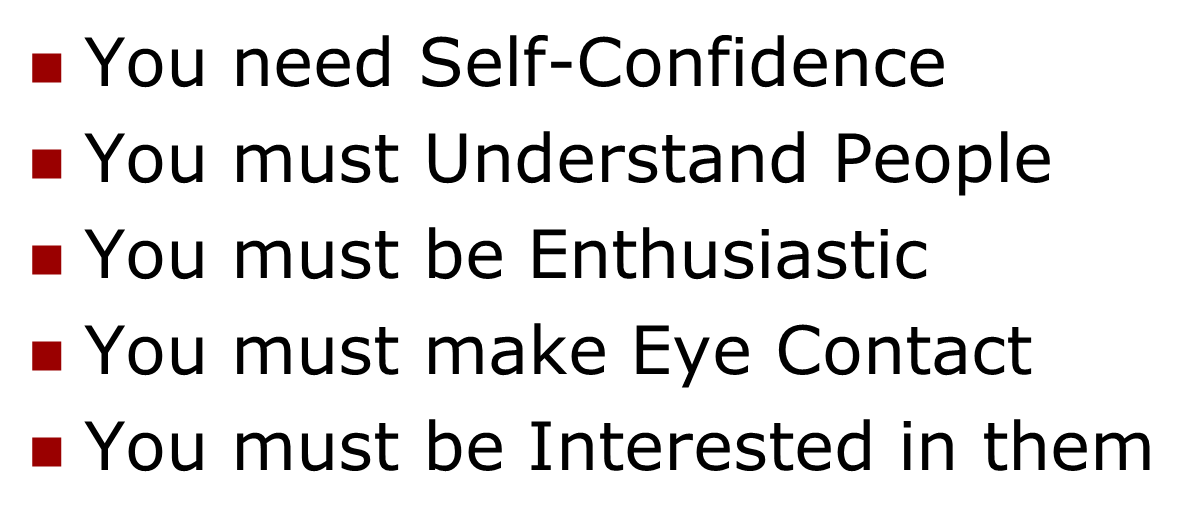 You need Self-Confidence
You must Understand People
You must be Enthusiastic
You must make Eye Contact
You must be Interested in them